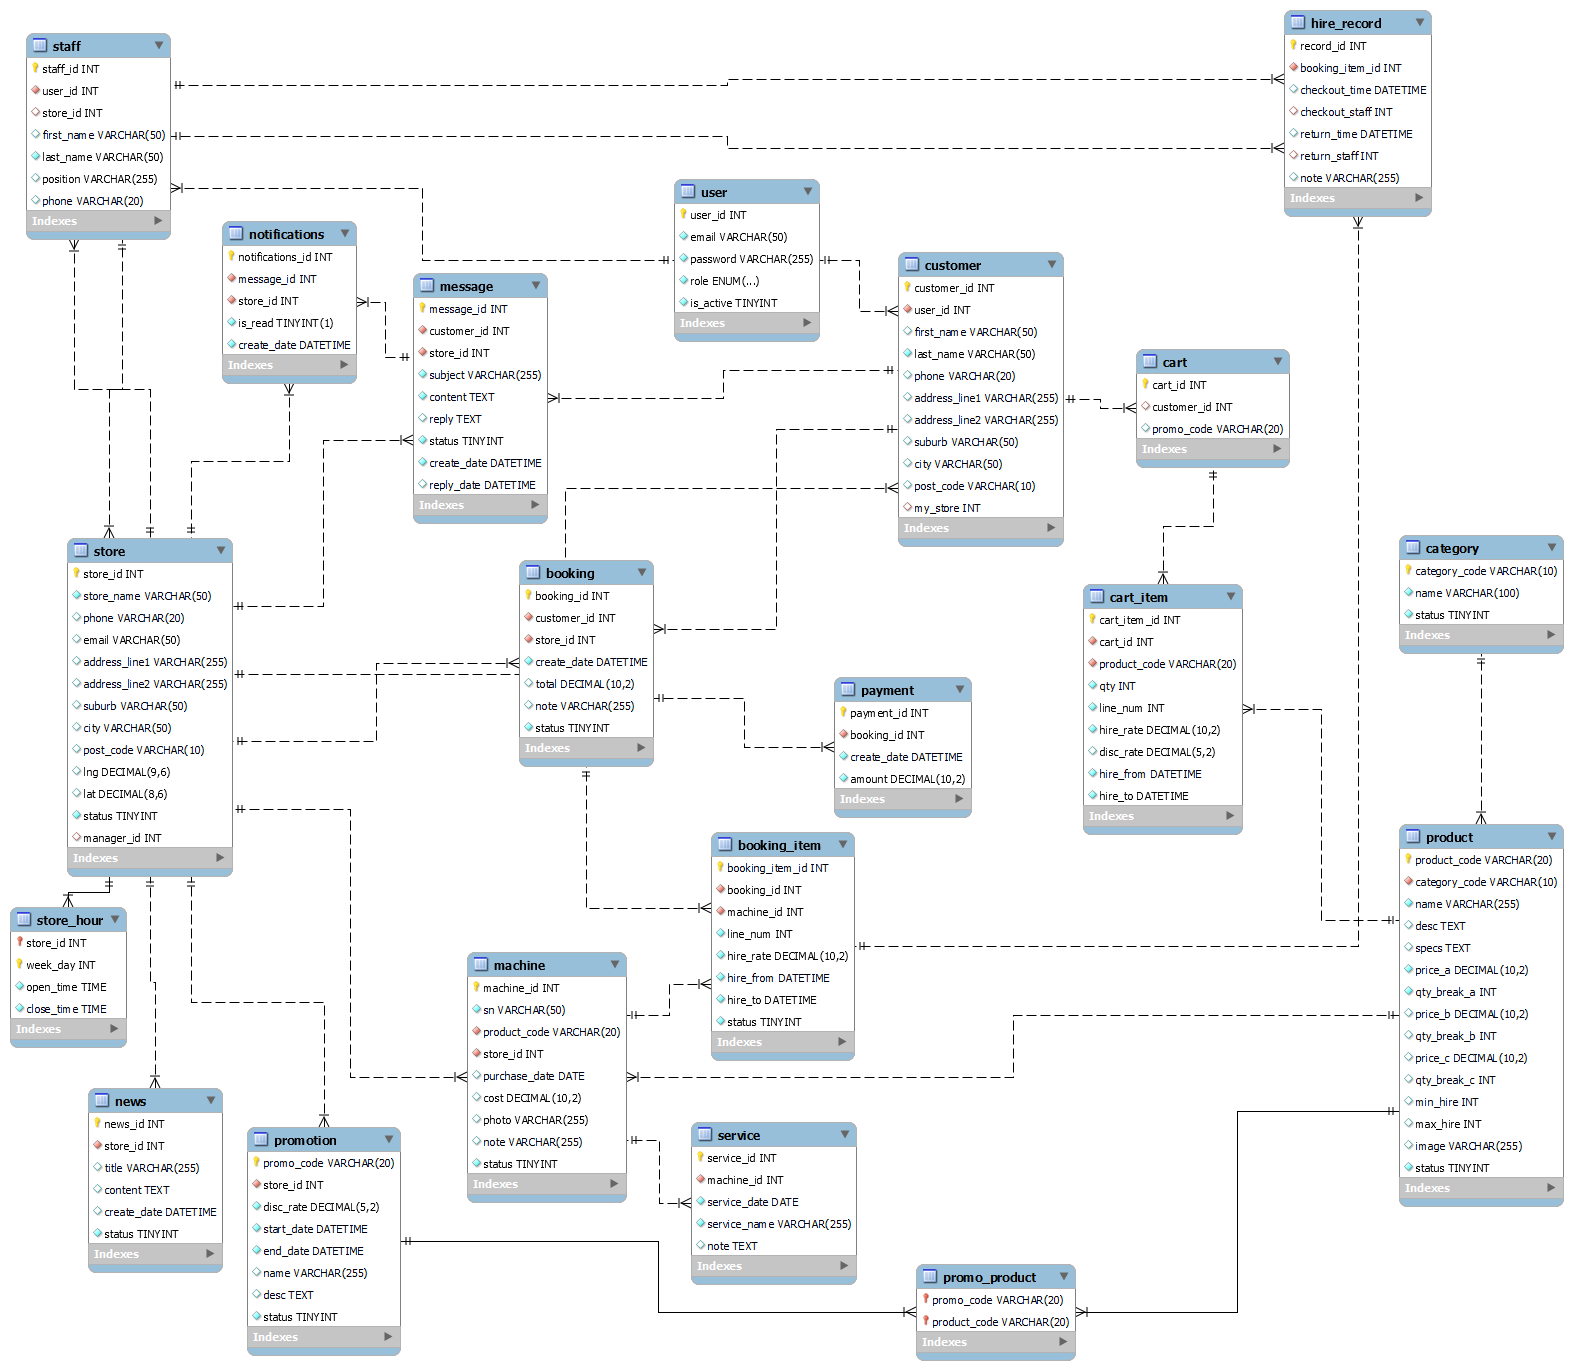 staff
staff_id INT
user_id INT
store_id INT
first_name VARCHAR(50)
last_name VARCHAR(50)
position VARCHAR(255)
phone VARCHAR(20)
Indexes
hire_record
record_id INT
booking_item_id INT
checkout_time DATETIME
checkout_staff INT
return_time DATETIME
return_staff INT
note VARCHAR(255)
Indexes
user
user_id INT
email VARCHAR(50)
password VARCHAR(255)
role ENUM(...)
is_active TINYINT
Indexes
notifications
notifications_id INT
message_id INT
store_id INT
is_read TINYINT(1)
create_date DATETIME
Indexes
message
message_id INT
customer_id INT
store_id INT
subject VARCHAR(255)
content TEXT
reply TEXT
status TINYINT
create_date DATETIME
reply_date DATETIME
Indexes
customer
customer_id INT
user_id INT
first_name VARCHAR(50)
last_name VARCHAR(50)
phone VARCHAR(20)
address_line1 VARCHAR(255)
address_line2 VARCHAR(255)
suburb VARCHAR(50)
city VARCHAR(50)
post_code VARCHAR(10)
my_store INT
Indexes
cart
cart_id INT
customer_id INT
promo_code VARCHAR(20)
Indexes
store
store_id INT
store_name VARCHAR(50)
phone VARCHAR(20)
email VARCHAR(50)
address_line1 VARCHAR(255)
address_line2 VARCHAR(255)
suburb VARCHAR(50)
city VARCHAR(50)
post_code VARCHAR(10)
lng DECIMAL(9,6)
lat DECIMAL(8,6)
status TINYINT
manager_id INT
Indexes
booking
booking_id INT
customer_id INT
store_id INT
create_date DATETIME
total DECIMAL(10,2)
note VARCHAR(255)
status TINYINT
Indexes
cart_item
cart_item_id INT
cart_id INT
product_code VARCHAR(20)
qty INT
line_num INT
hire_rate DECIMAL(10,2)
disc_rate DECIMAL(5,2)
hire_from DATETIME
hire_to DATETIME
Indexes
category
category_code VARCHAR(10)
name VARCHAR(100)
status TINYINT
Indexes
payment
payment_id INT
booking_id INT
create_date DATETIME
amount DECIMAL(10,2)
Indexes
product
product_code VARCHAR(20)
category_code VARCHAR(10)
name VARCHAR(255)
desc TEXT
specs TEXT
price_a DECIMAL(10,2)
qty_break_a INT
price_b DECIMAL(10,2)
qty_break_b INT
price_c DECIMAL(10,2)
qty_break_c INT
min_hire INT
max_hire INT
image VARCHAR(255)
status TINYINT
Indexes
booking_item
booking_item_id INT
booking_id INT
machine_id INT
line_num INT
hire_rate DECIMAL(10,2)
hire_from DATETIME
hire_to DATETIME
status TINYINT
Indexes
store_hour
store_id INT
week_day INT
open_time TIME
close_time TIME
Indexes
machine
machine_id INT
sn VARCHAR(50)
product_code VARCHAR(20)
store_id INT
purchase_date DATE
cost DECIMAL(10,2)
photo VARCHAR(255)
note VARCHAR(255)
status TINYINT
Indexes
news
news_id INT
store_id INT
title VARCHAR(255)
content TEXT
create_date DATETIME
status TINYINT
Indexes
promotion
promo_code VARCHAR(20)
store_id INT
disc_rate DECIMAL(5,2)
start_date DATETIME
end_date DATETIME
name VARCHAR(255)
desc TEXT
status TINYINT
Indexes
service
service_id INT
machine_id INT
service_date DATE
service_name VARCHAR(255)
note TEXT
Indexes
promo_product
promo_code VARCHAR(20)
product_code VARCHAR(20)
Indexes